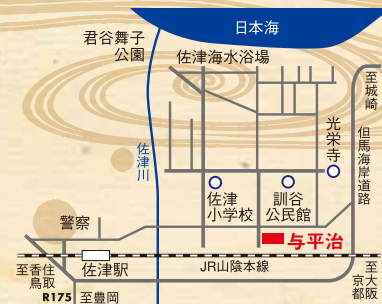 日本海
君谷舞子
公園
佐津海水浴場
至城崎
佐津川
光栄寺
但馬海岸道路
佐津
小学校
訓谷
公民館
警察
与平治
至香住
鳥取
佐津駅
JR山陰本線
至大阪
京都
R175
至豊岡